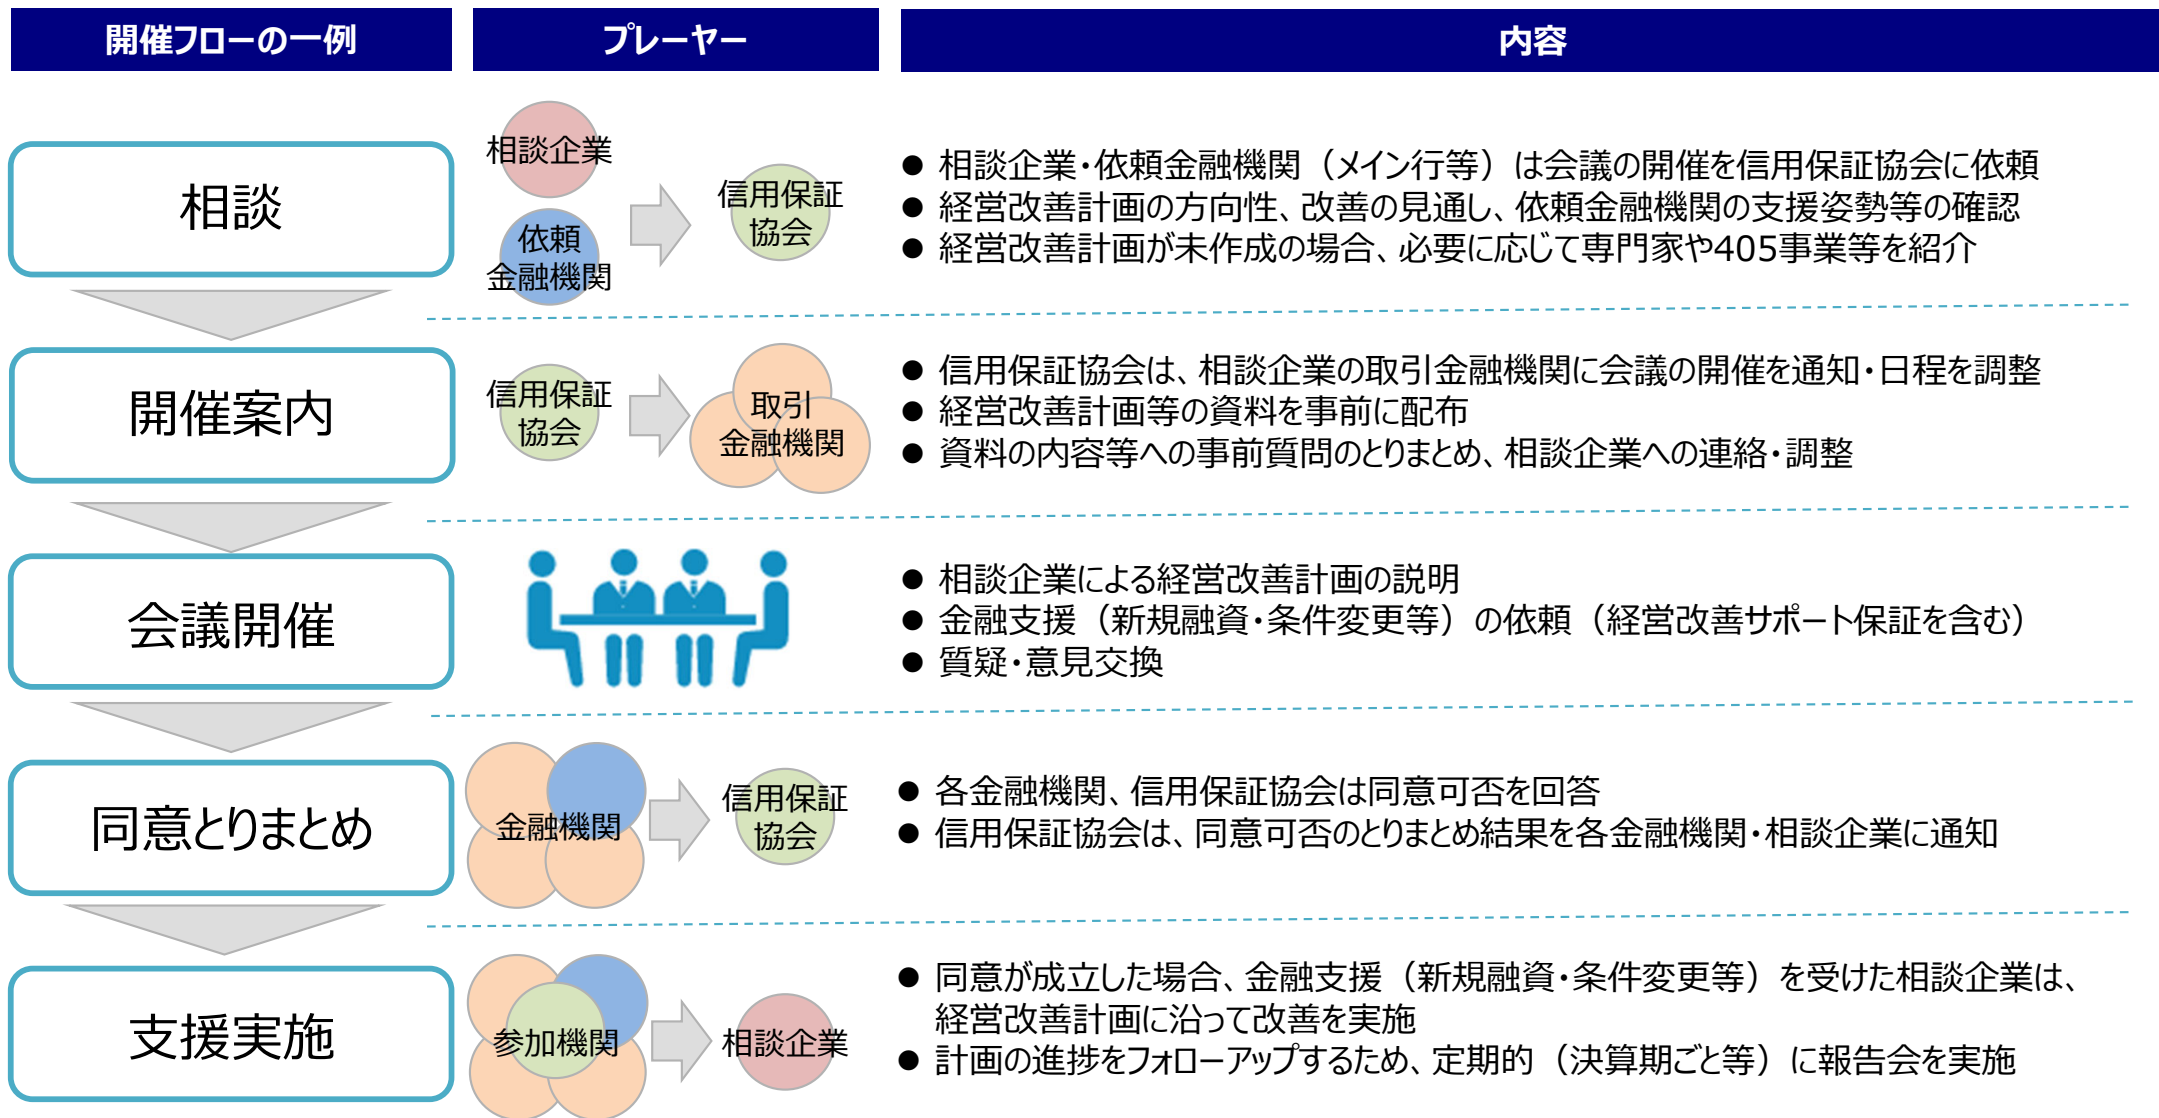 開催フローの一例
プレーヤー
内容
相談
相談企業
依頼
金融機関
信用保証
協会
● 相談企業・依頼金融機関（メイン行等）は会議の開催を信用保証協会に依頼
● 経営改善計画の方向性、改善の見通し、依頼金融機関の支援姿勢等の確認
● 経営改善計画が未作成の場合、必要に応じて専門家や405事業等を紹介
開催案内
信用保証
協会
取引
金融機関
● 信用保証協会は、相談企業の取引金融機関に会議の開催を通知・日程を調整
● 経営改善計画等の資料を事前に配布
● 資料の内容等への事前質問のとりまとめ、相談企業への連絡・調整
会議開催
● 相談企業による経営改善計画の説明
● 金融支援（新規融資・条件変更等）の依頼（経営改善サポート保証を含む）
● 質疑・意見交換
同意とりまとめ
金融機関
信用保証
協会
● 各金融機関、信用保証協会は同意可否を回答
● 信用保証協会は、同意可否のとりまとめ結果を各金融機関・相談企業に通知
支援実施
参加機関
相談企業
● 同意が成立した場合、金融支援（新規融資・条件変更等）を受けた相談企業は、
経営改善計画に沿って改善を実施
● 計画の進捗をフォローアップするため、定期的（決算期ごと等）に報告会を実施